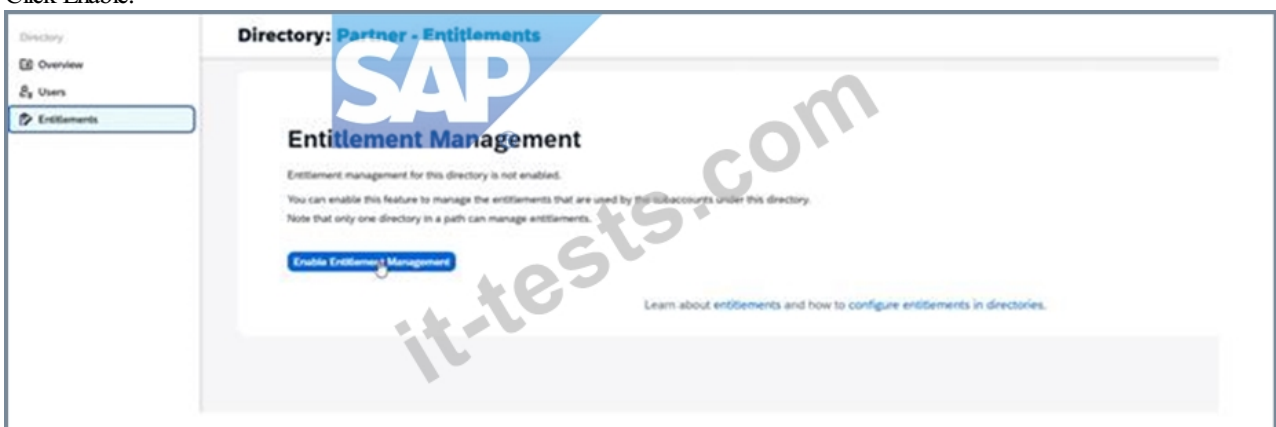 Click Enable.
Directory
Directory: Partner - Entitlements
Overview
Users
Entitlements
SAP
®
Entitlement Management
Entitlement management for this directory is not enabled.
You can enable this feature to manage the entitlements that are used by the subaccounts under this directory.
Note that only one directory in a path can manage entitlements.
Enable Entitlement Management
Learn about entitlements and how to configure entitlements in directories.
it-tests.com